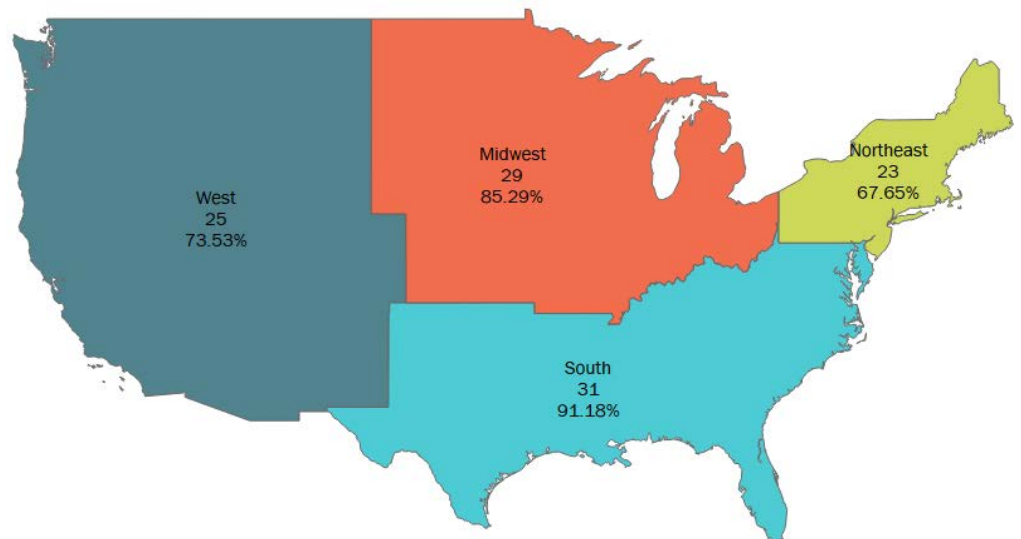 West
25
73.53%
Midwest
29
85.29%
Northeast
23
67.65%
South
31
91.18%